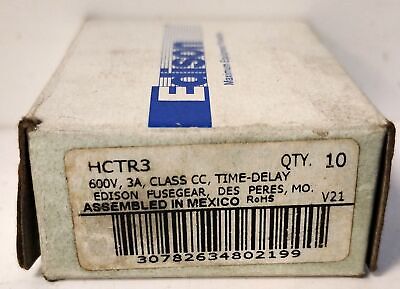 Edison
Maximum
HCTR3 QTY. 10
600V, 3A, CLASS CC, TIME-DELAY
EDISON FUSEGEAR, DES PERES, MO.
ASSEMBLED IN MEXICO RoHS V21
30782634802199